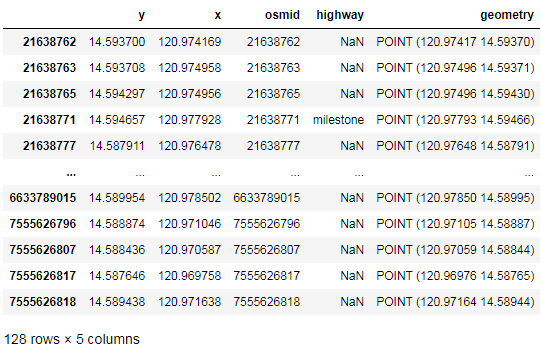 y x osmid highway geometry
21638762 14.593700 120.974169 21638762 NaN POINT (120.97417 14.59370)
21638763 14.593708 120.974958 21638763 NaN POINT (120.97496 14.59371)
21638765 14.594297 120.974956 21638765 NaN POINT (120.97496 14.59430)
21638771 14.594657 120.977928 21638771 milestone POINT (120.97793 14.59466)
21638777 14.587911 120.976478 21638777 NaN POINT (120.97648 14.58791)
... ... ... ... ... ...
6633789015 14.589954 120.978502 6633789015 NaN POINT (120.97850 14.58995)
7555626796 14.588874 120.971046 7555626796 NaN POINT (120.97105 14.58887)
7555626807 14.588436 120.970587 7555626807 NaN POINT (120.97059 14.58844)
7555626817 14.587646 120.969758 7555626817 NaN POINT (120.96976 14.58765)
7555626818 14.589438 120.971638 7555626818 NaN POINT (120.97164 14.58944)
128 rows × 5 columns